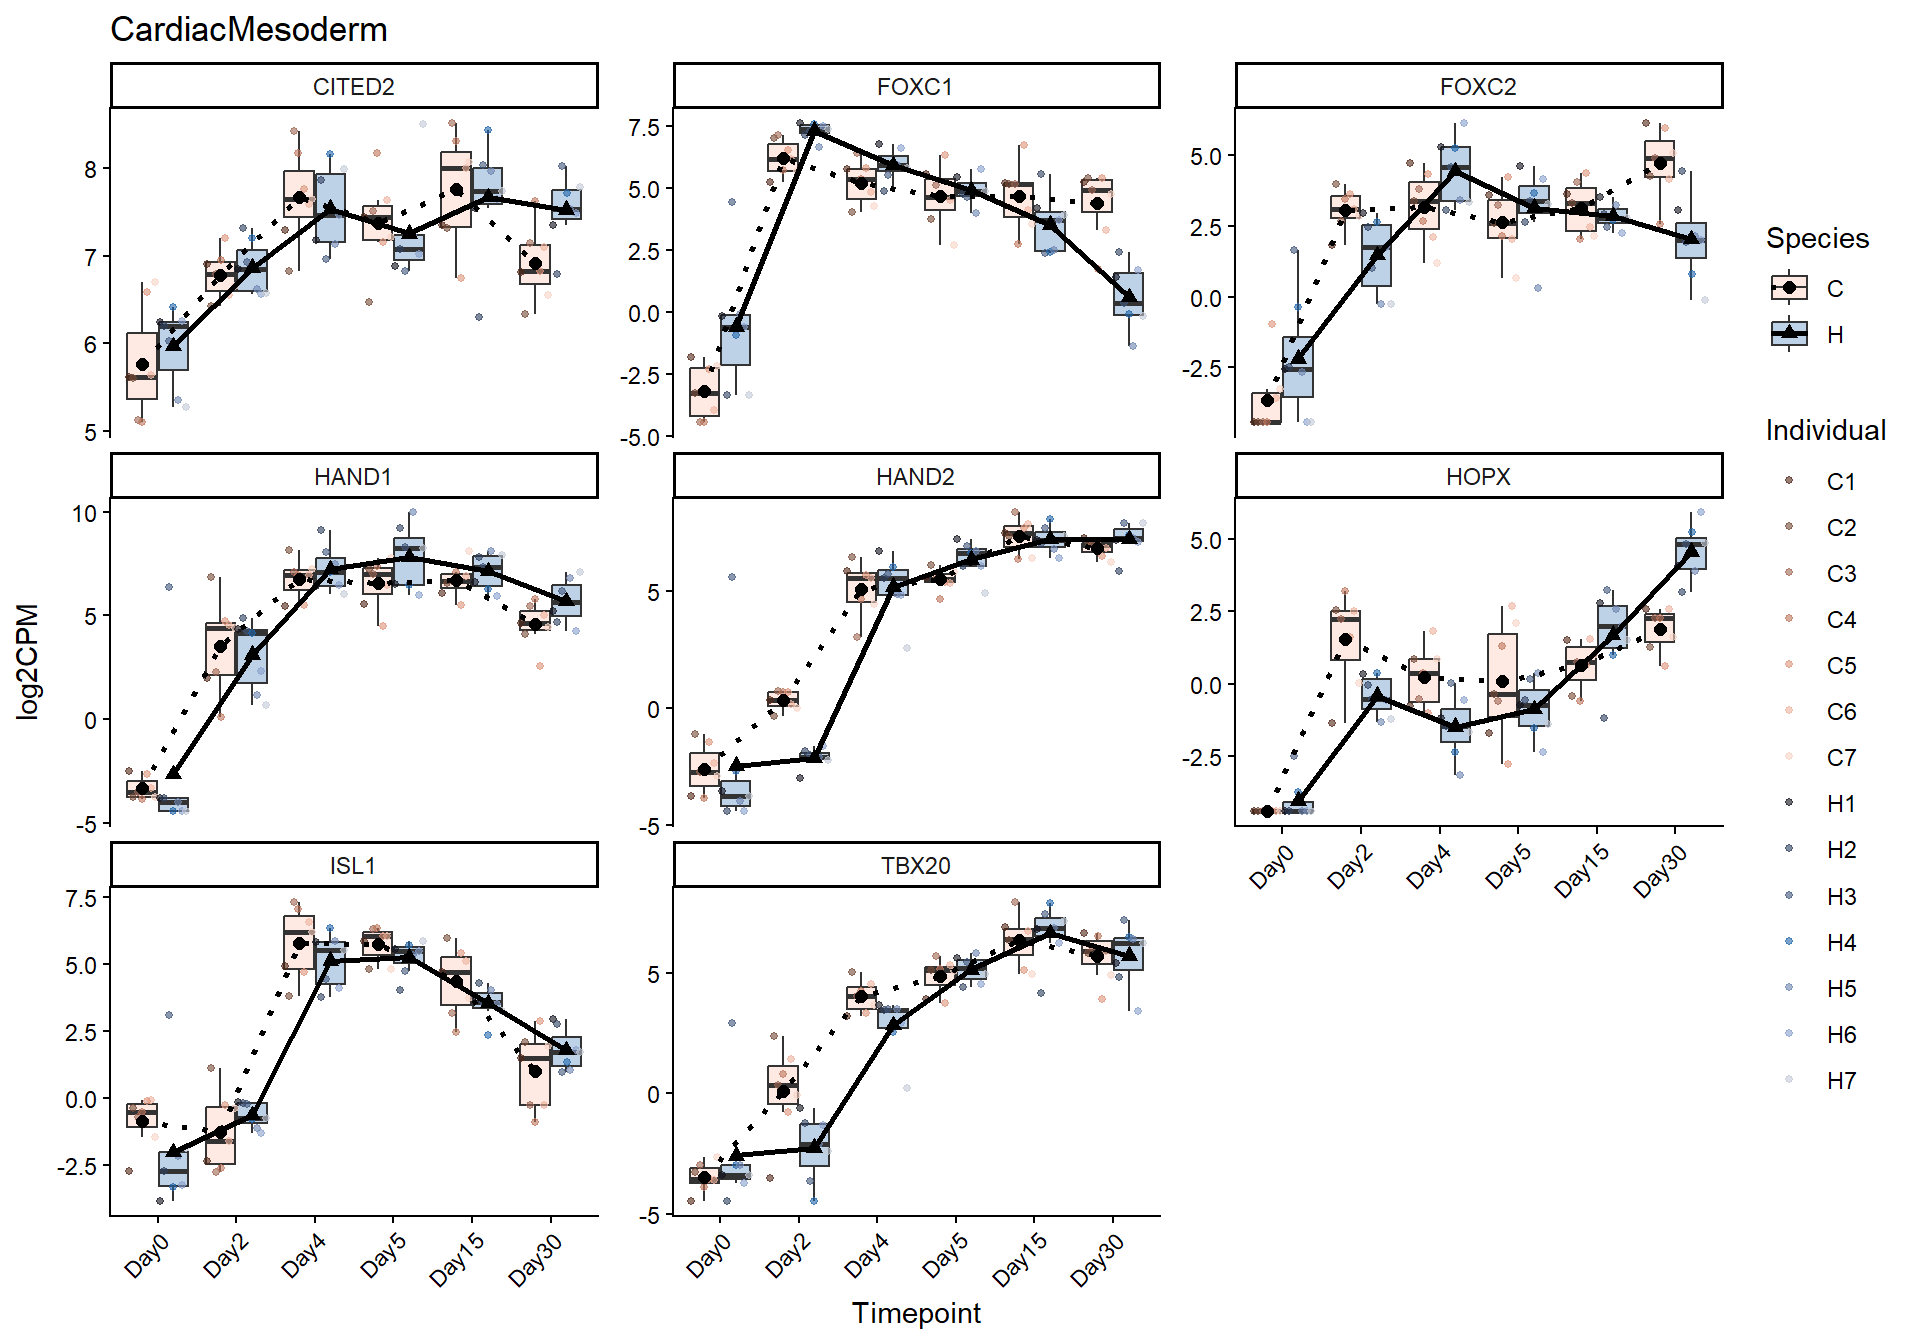 CardiacMesoderm
CITED2
FOXC1
FOXC2
8
7
6
5
7.5
5.0
2.5
0.0
-2.5
-5.0
5.0
2.5
0.0
-2.5
HAND1
HAND2
HOPX
10
5
0
-5
5
0
-5
5.0
2.5
0.0
-2.5
Day0
Day2
Day4
Day5
Day15
Day30
ISL1
TBX20
7.5
5.0
2.5
0.0
-2.5
5
0
-5
Day0
Day2
Day4
Day5
Day15
Day30
Day0
Day2
Day4
Day5
Day15
Day30
log2CPM
Timepoint
Species
C
H
Individual
C1
C2
C3
C4
C5
C6
C7
H1
H2
H3
H4
H5
H6
H7